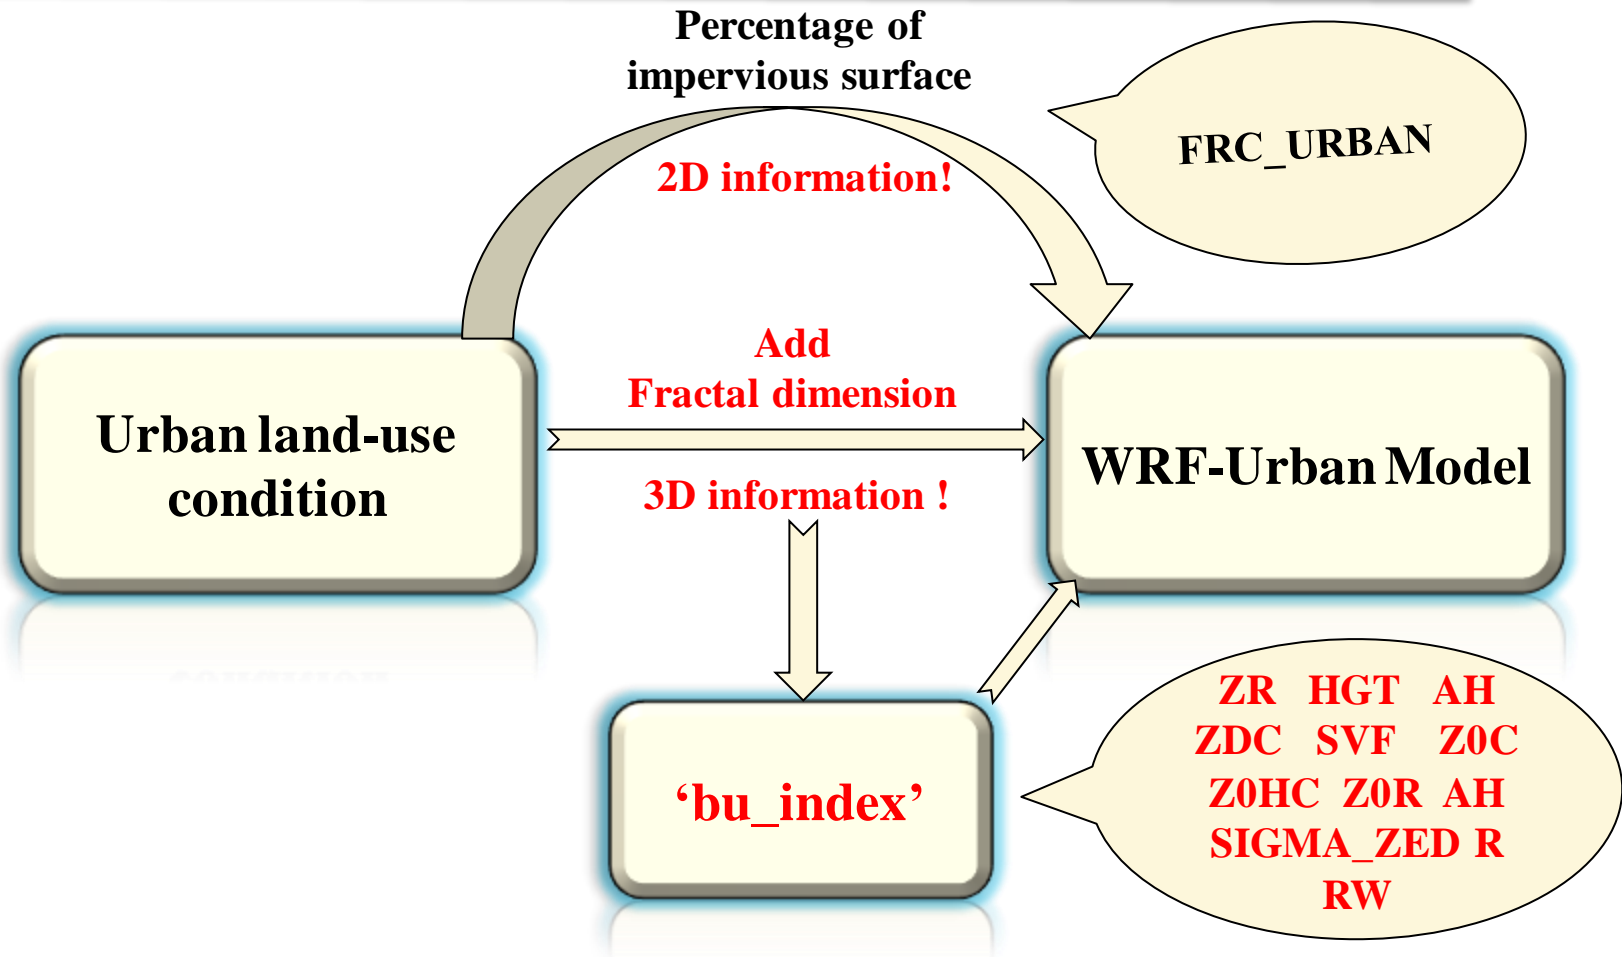 Percentage of
impervious surface
FRC_URBAN
2D information!
Add
Fractal dimension
Urban land-use
condition
WRF-Urban Model
3D information !
‘bu_index’
ZR HGT AH
ZDC SVF Z0C
Z0HC Z0R AH
SIGMA_ZED R
RW